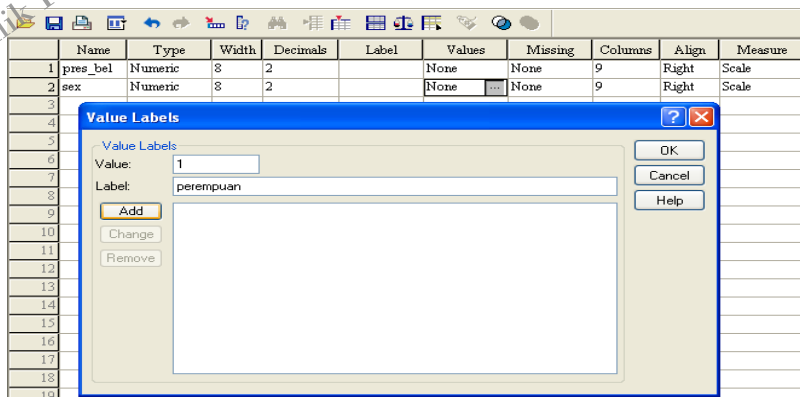 lik
Name Type Width Decimals Label Values Missing Columns Align Measure
1 pres_bel Numeric 8 2 None None 9 Right Scale
2 sex Numeric 8 2 None ... None 9 Right Scale
3
4
Value Labels
5
Value Labels
OK
6
Value: 1
7
Cancel
Label: perempuan
8
Help
9
Add
10
Change
11
Remove
12
13
14
15
16
17
18
19